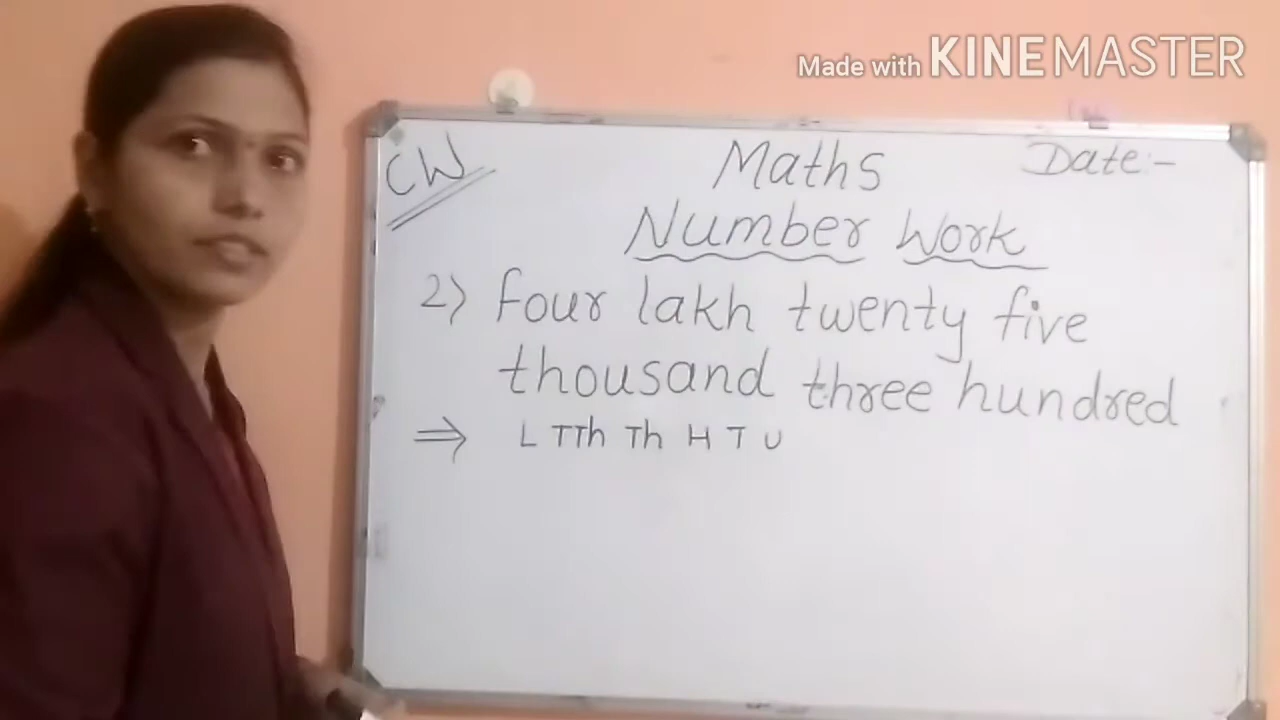 Made with KINEMASTER
CW
Maths
Date:-
Number Work
2) Four lakh twenty five
thousand three hundred
⇒ L TTh Th H T U